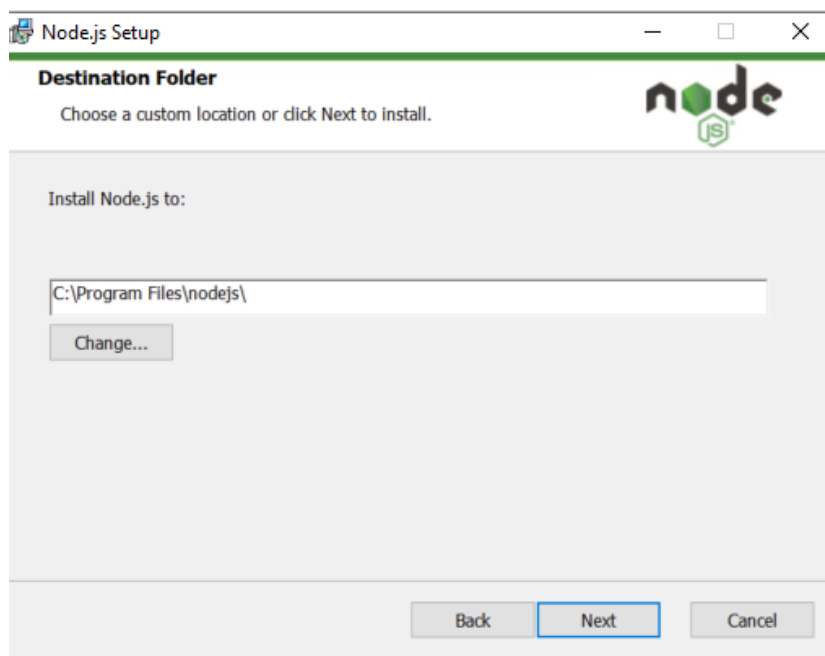 Node.js Setup
Destination Folder
Choose a custom location or click Next to install.
node
JS
Install Node.js to:
C:\Program Files\nodejs\
Change...
Back
Next
Cancel